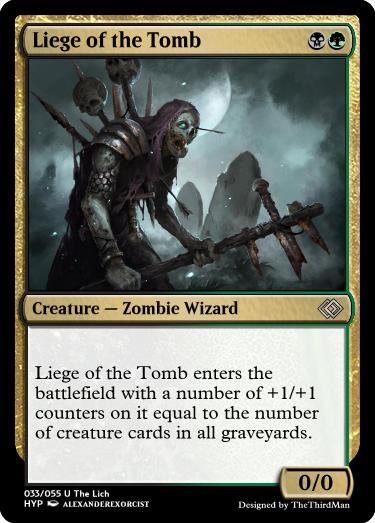 Liege of the Tomb
Creature — Zombie Wizard
Liege of the Tomb enters the
battlefield with a number of +1/+1
counters on it equal to the number
of creature cards in all graveyards.
0/0
033/055 U The Lich
HYP ALEXANDEREXORCIST
Designed by TheThirdMan